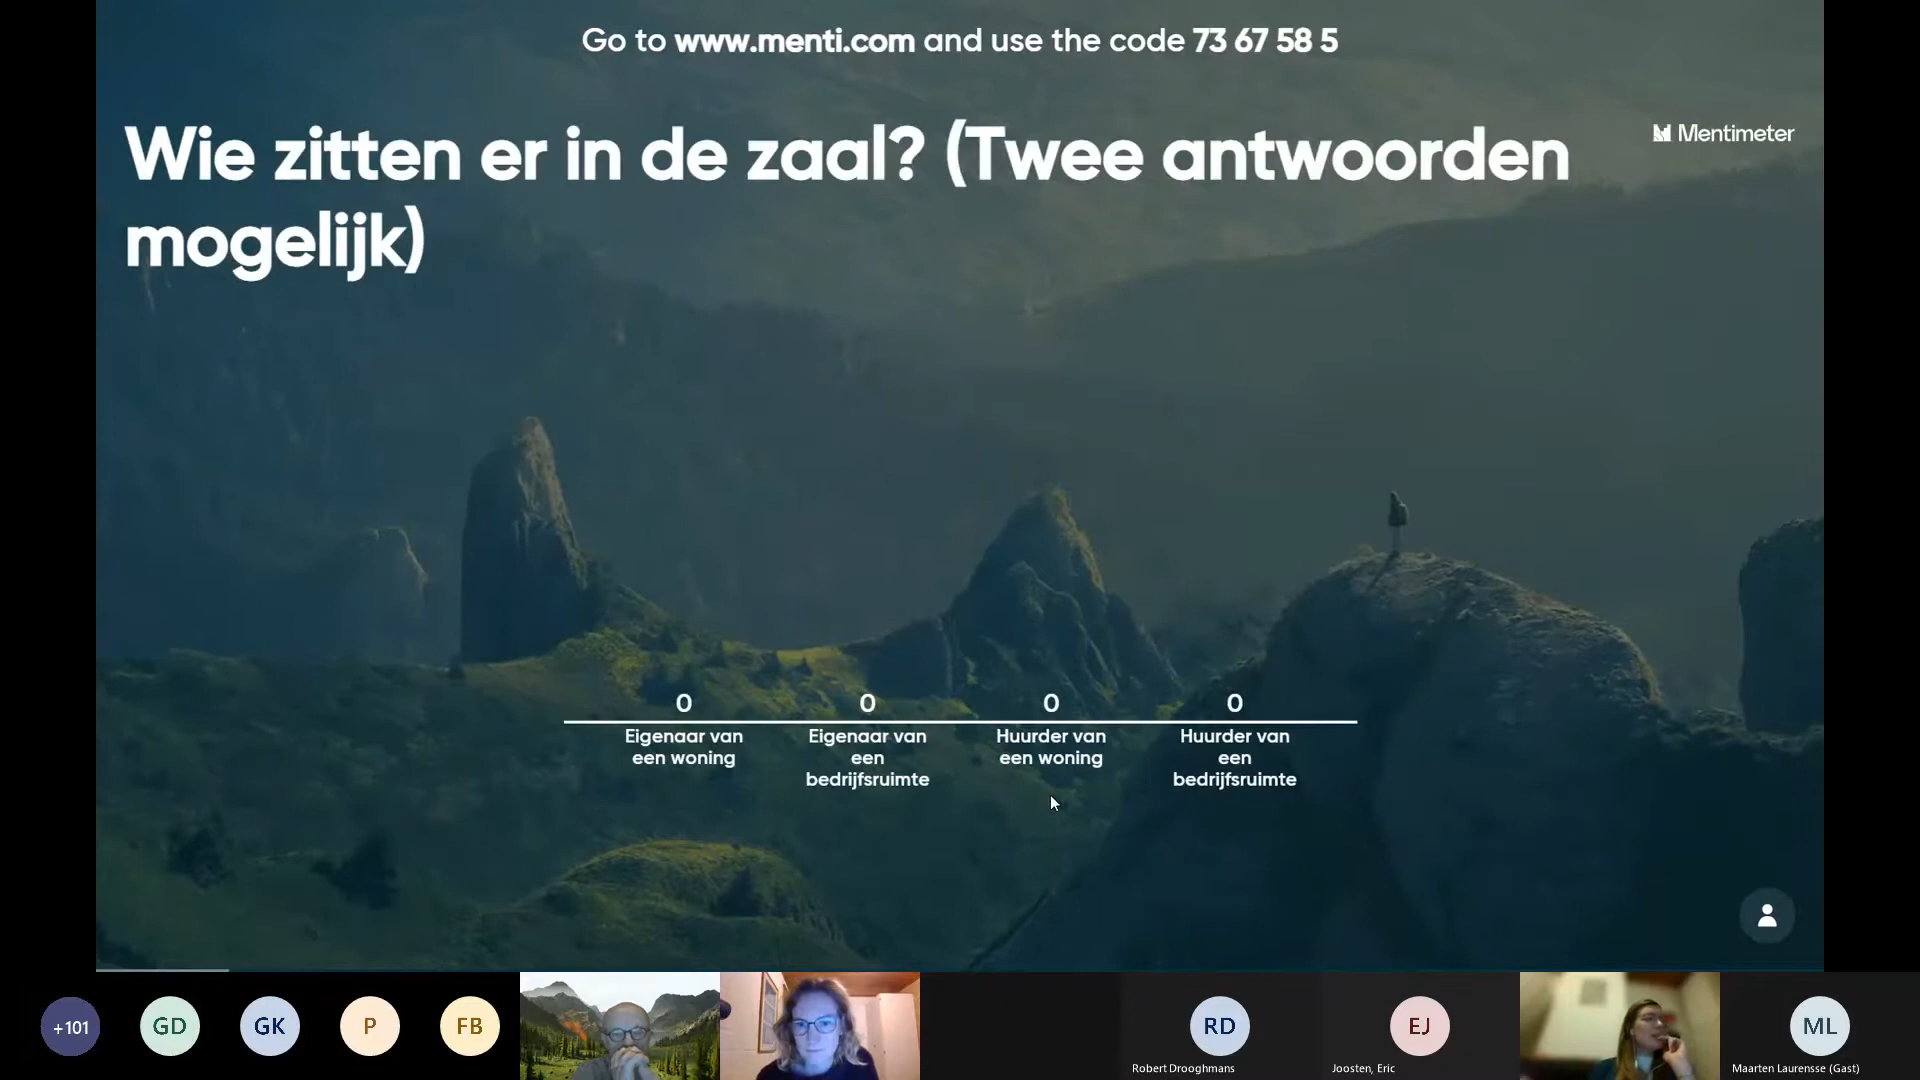 Go to www.menti.com and use the code 73 67 58 5
Wie zitten er in de zaal? (Twee antwoorden
mogelijk)
Mentimeter
0
0
0
0
Eigenaar van
een woning
Eigenaar van
een
bedrijfsruimte
Huurder van
een woning
Huurder van
een
bedrijfsruimte
+101
GD
GK
P
FB
RD
Robert Drooghmans
EJ
Joosten, Eric
ML
Maarten Laurensse (Gast)